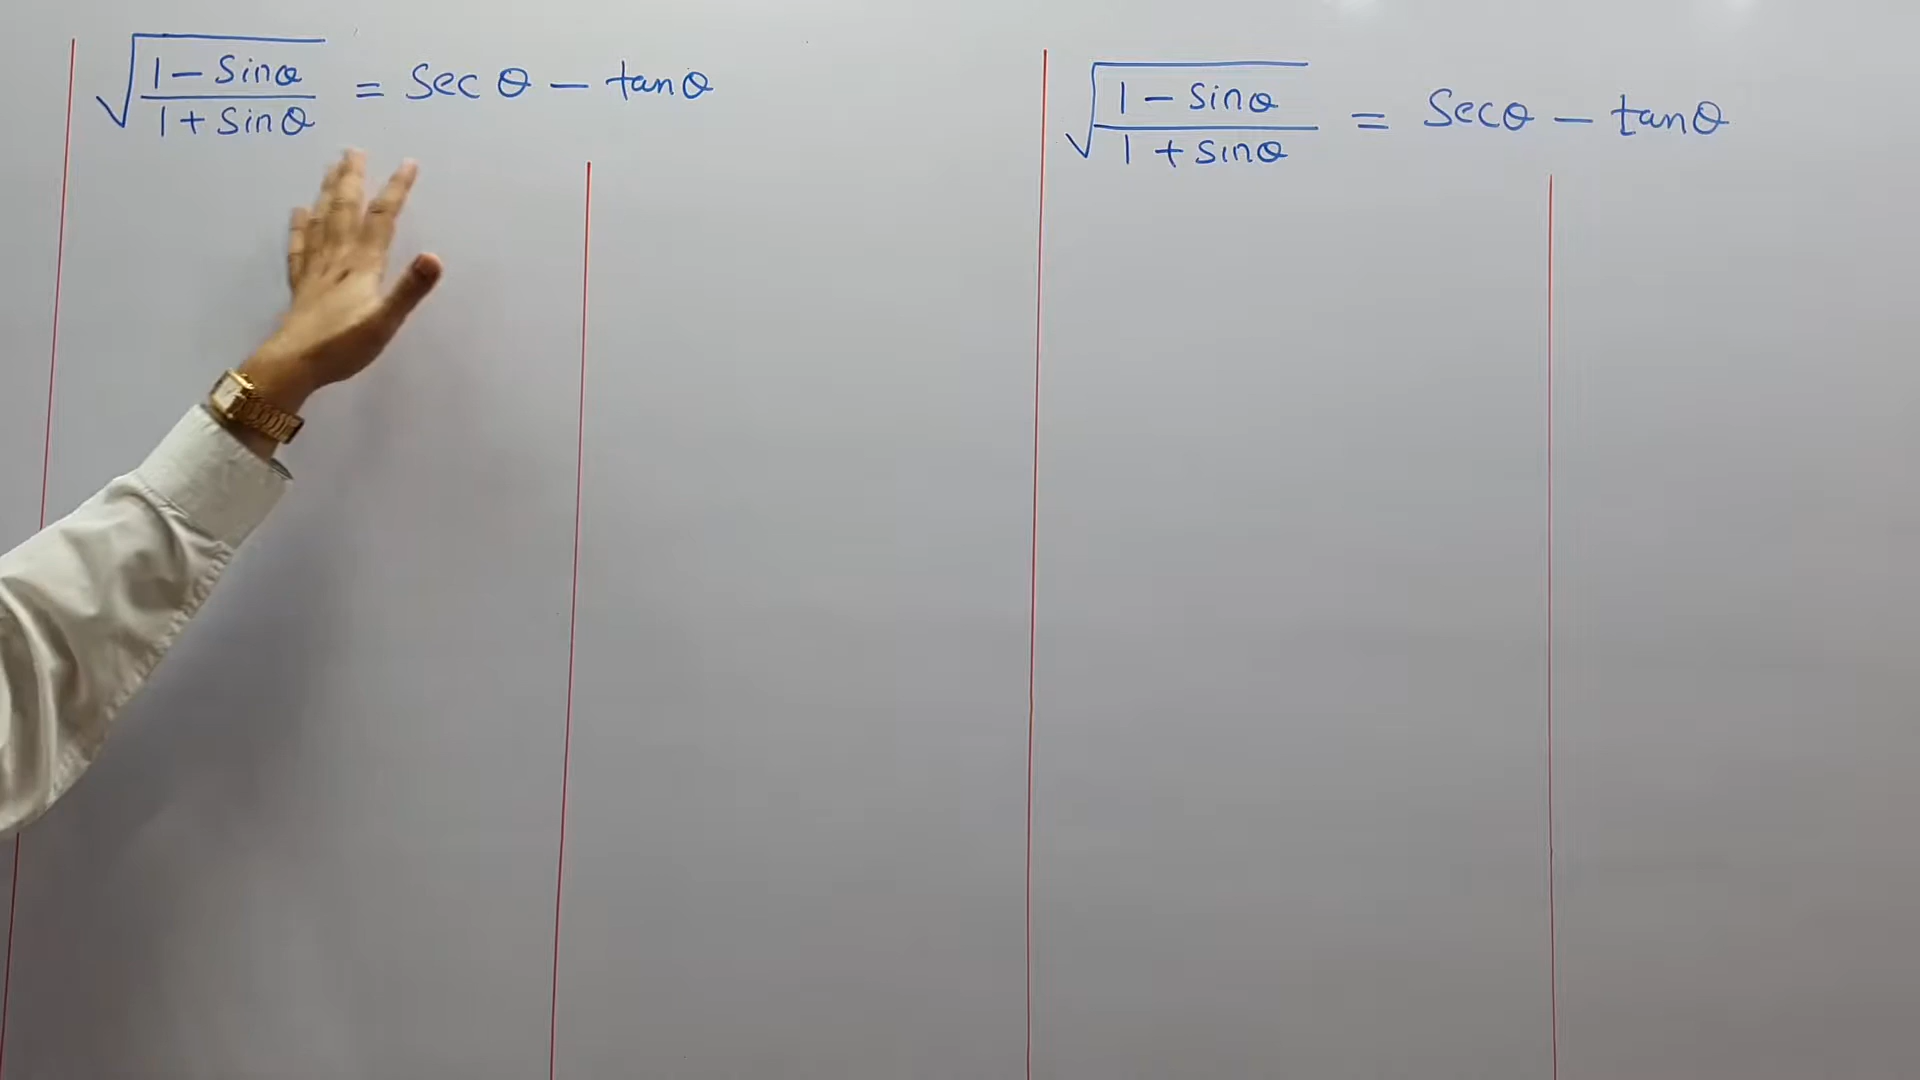 √(1 - Sinθ / 1 + Sinθ) = Sec θ - tanθ
√(1 - Sinθ / 1 + Sinθ) = Secθ - tanθ